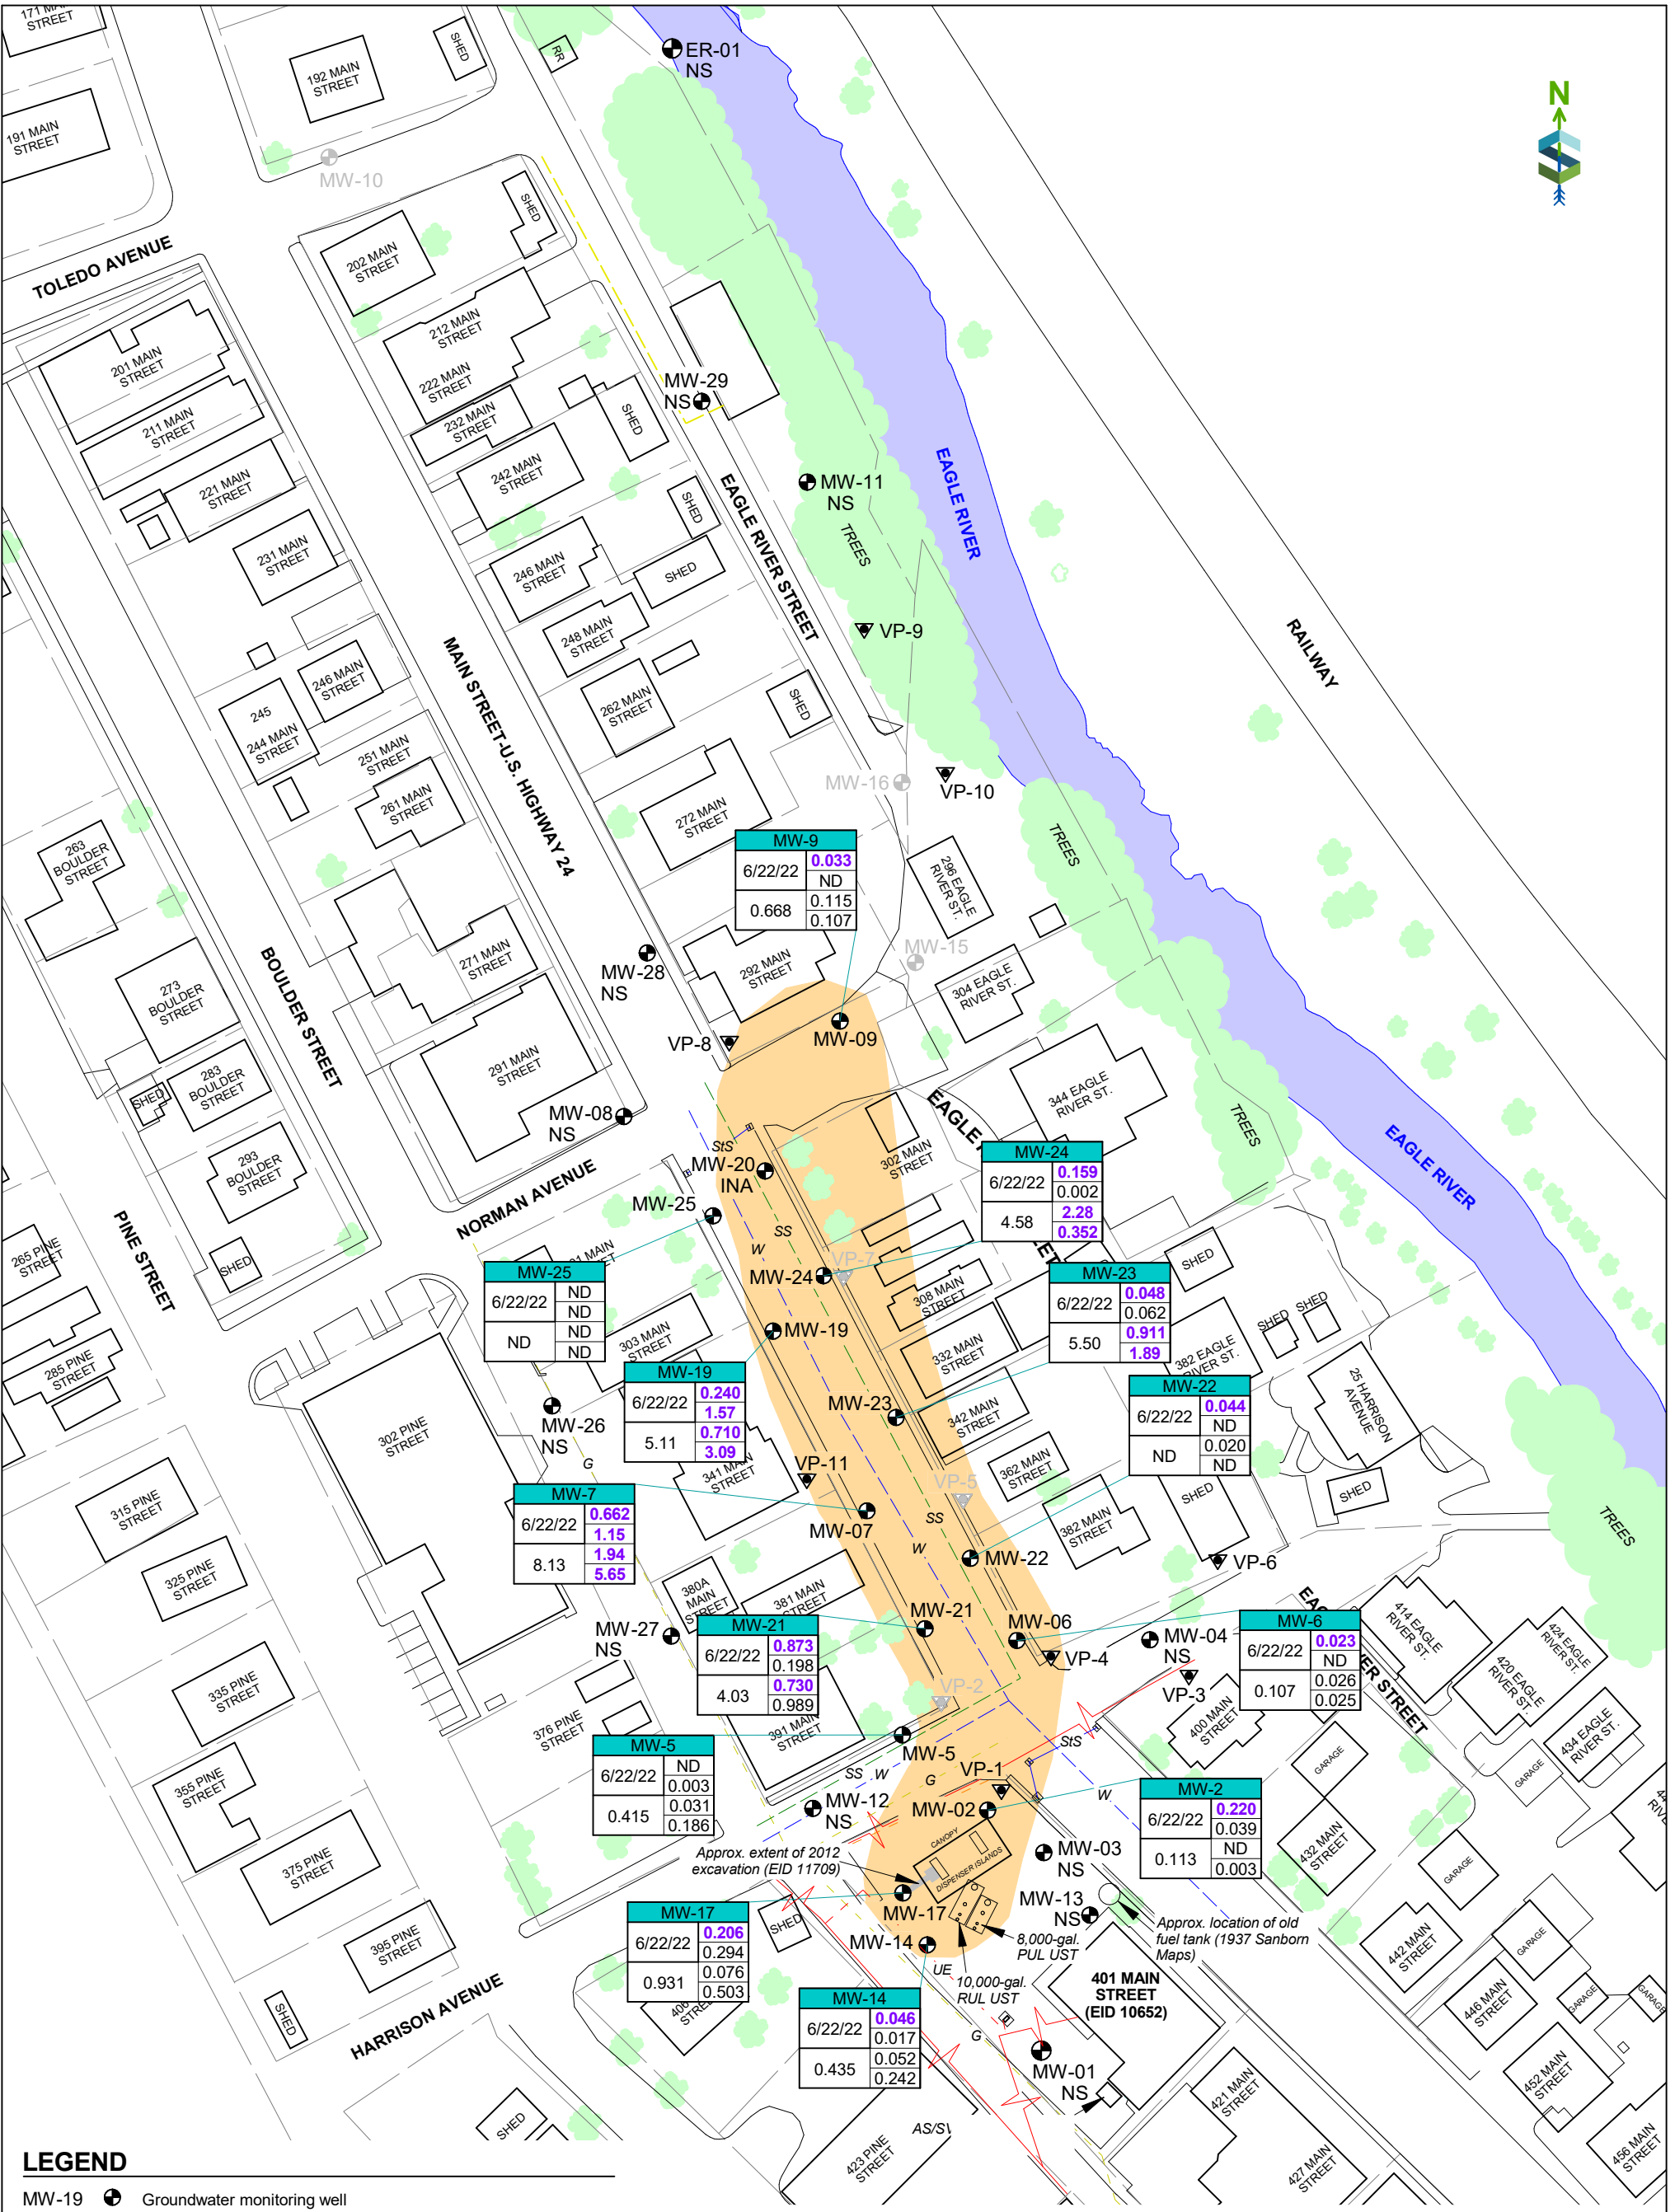 171 MAIN
STREET
192 MAIN
STREET
SHED
RR
ER-01
NS
N
191 MAIN
STREET
MW-10
SHED
TOLEDO AVENUE
202 MAIN
STREET
212 MAIN
STREET
222 MAIN
STREET
201 MAIN
STREET
211 MAIN
STREET
232 MAIN
STREET
SHED
MW-29
NS
221 MAIN
STREET
242 MAIN
STREET
SHED
EAGLE RIVER STREET
MW-11
NS
TREES
EAGLE RIVER
231 MAIN
STREET
246 MAIN
STREET
SHED
248 MAIN
STREET
VP-9
RAILWAY
MAIN STREET-U.S. HIGHWAY 24
246 MAIN
STREET
245
244 MAIN
STREET
262 MAIN
STREET
SHED
251 MAIN
STREET
261 MAIN
STREET
MW-16
VP-10
272 MAIN
STREET
TREES
263
BOULDER
STREET
MW-9
6/22/22
0.033
ND
0.668
0.115
0.107
296 EAGLE
RIVER ST.
MW-15
271 MAIN
STREET
MW-28
NS
292 MAIN
STREET
304 EAGLE
RIVER ST.
273
BOULDER
STREET
BOULDER STREET
VP-8
MW-09
291 MAIN
STREET
283
BOULDER
STREET
SHED
344 EAGLE
RIVER ST.
TREES
MW-08
NS
EAGLE
302 MAIN
STREET
EAGLE RIVER
293
BOULDER
STREET
NORMAN AVENUE
StS
MW-20
INA
MW-24
6/22/22
0.159
0.002
4.58
2.28
0.352
PINE STREET
265 PINE
STREET
SHED
MW-25
SS
W
MW-24
VP-7
308 MAIN
STREET
SHED
MW-25
6/22/22
ND
ND
ND
ND
ND
303 MAIN
STREET
MW-19
MW-23
6/22/22
0.048
0.062
5.50
0.911
1.89
SHED
SHED
285 PINE
STREET
332 MAIN
STREET
382 EAGLE
RIVER ST.
MW-19
6/22/22
0.240
1.57
5.11
0.710
3.09
MW-23
342 MAIN
STREET
MW-22
6/22/22
0.044
ND
ND
0.020
ND
25 HARRISON
AVENUE
302 PINE
STREET
MW-26
NS
G
341 MAIN
STREET
VP-11
VP-5
362 MAIN
STREET
SHED
SHED
MW-7
6/22/22
0.662
1.15
8.13
1.94
5.65
MW-07
SS
W
382 MAIN
STREET
TREES
315 PINE
STREET
325 PINE
STREET
MW-22
VP-6
380A
MAIN
STREET
381 MAIN
STREET
MW-27
NS
MW-21
6/22/22
0.873
0.198
4.03
0.730
0.989
MW-21
MW-06
VP-4
MW-04
NS
VP-3
MW-6
6/22/22
0.023
ND
0.107
0.026
0.025
414 EAGLE
RIVER ST.
424 EAGLE
RIVER ST.
420 EAGLE
RIVER ST.
434 EAGLE
RIVER ST.
335 PINE
STREET
VP-2
400 MAIN
STREET
376 PINE
STREET
391 MAIN
STREET
MW-5
6/22/22
ND
0.003
0.415
0.031
0.186
MW-5
SS
W
G
StS
W
GARAGE
GARAGE
VP-1
MW-02
MW-12
NS
MW-2
6/22/22
0.220
0.039
0.113
ND
0.003
355 PINE
STREET
CANOPY
DISPENSER ISLANDS
Approx. extent of 2012
excavation (EID 11709)
MW-03
NS
432 MAIN
STREET
GARAGE
375 PINE
STREET
MW-17
6/22/22
0.206
0.294
0.931
0.076
0.503
SHED
MW-17
MW-13
NS
Approx. location of old
fuel tank (1937 Sanborn
Maps)
8,000-gal.
PUL UST
395 PINE
STREET
MW-14
UE
10,000-gal.
RUL UST
401 MAIN
STREET
(EID 10652)
442 MAIN
STREET
GARAGE
MW-14
6/22/22
0.046
0.017
0.435
0.052
0.242
G
446 MAIN
STREET
GARAGE
GARAGE
SHED
HARRISON AVENUE
MW-01
NS
421 MAIN
STREET
452 MAIN
STREET
SHED
AS/SV
423 PINE
STREET
427 MAIN
STREET
456 MAIN
STREET
LEGEND
MW-19 Groundwater monitoring well